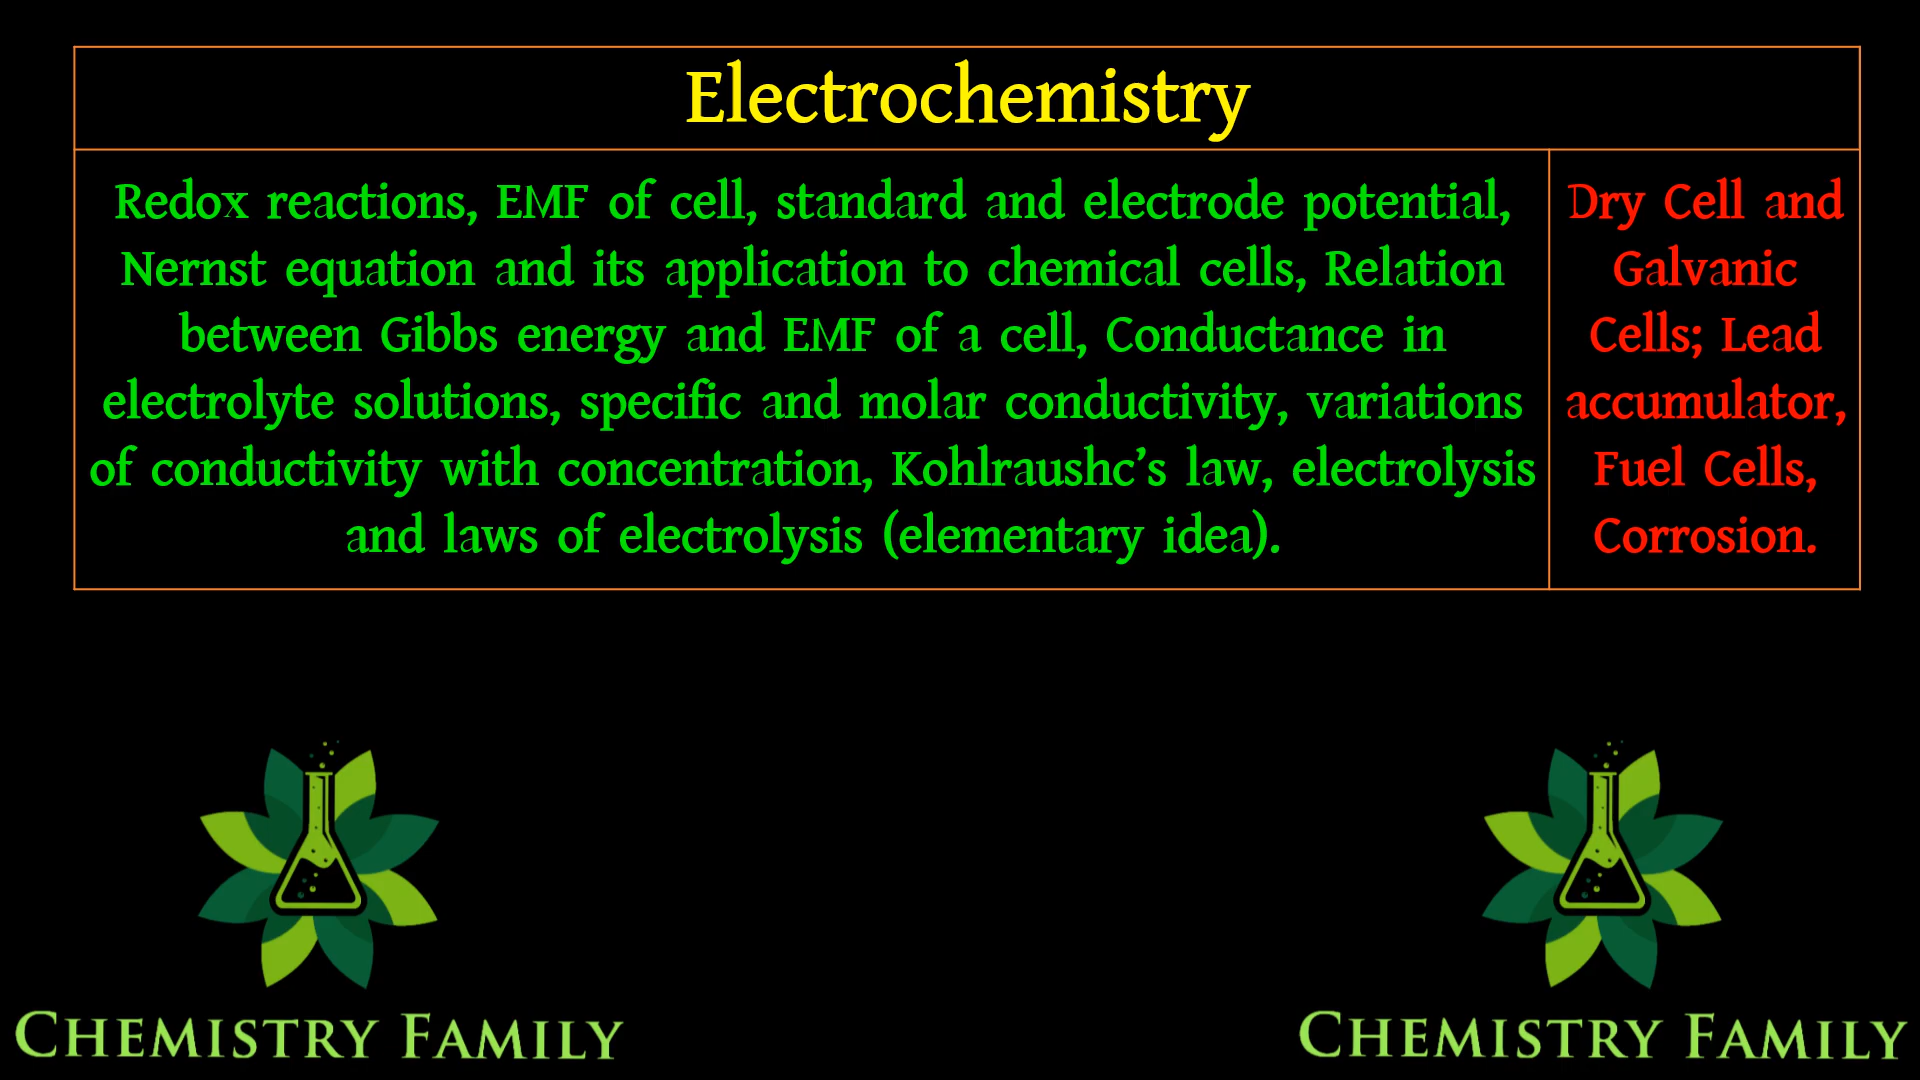 Electrochemistry
Redox reactions, EMF of cell, standard and electrode potential,
Nernst equation and its application to chemical cells, Relation
between Gibbs energy and EMF of a cell, Conductance in
electrolyte solutions, specific and molar conductivity, variations
of conductivity with concentration, Kohlraushc’s law, electrolysis
and laws of electrolysis (elementary idea).
Dry Cell and
Galvanic
Cells; Lead
accumulator,
Fuel Cells,
Corrosion.
CHEMISTRY FAMILY
CHEMISTRY FAMILY